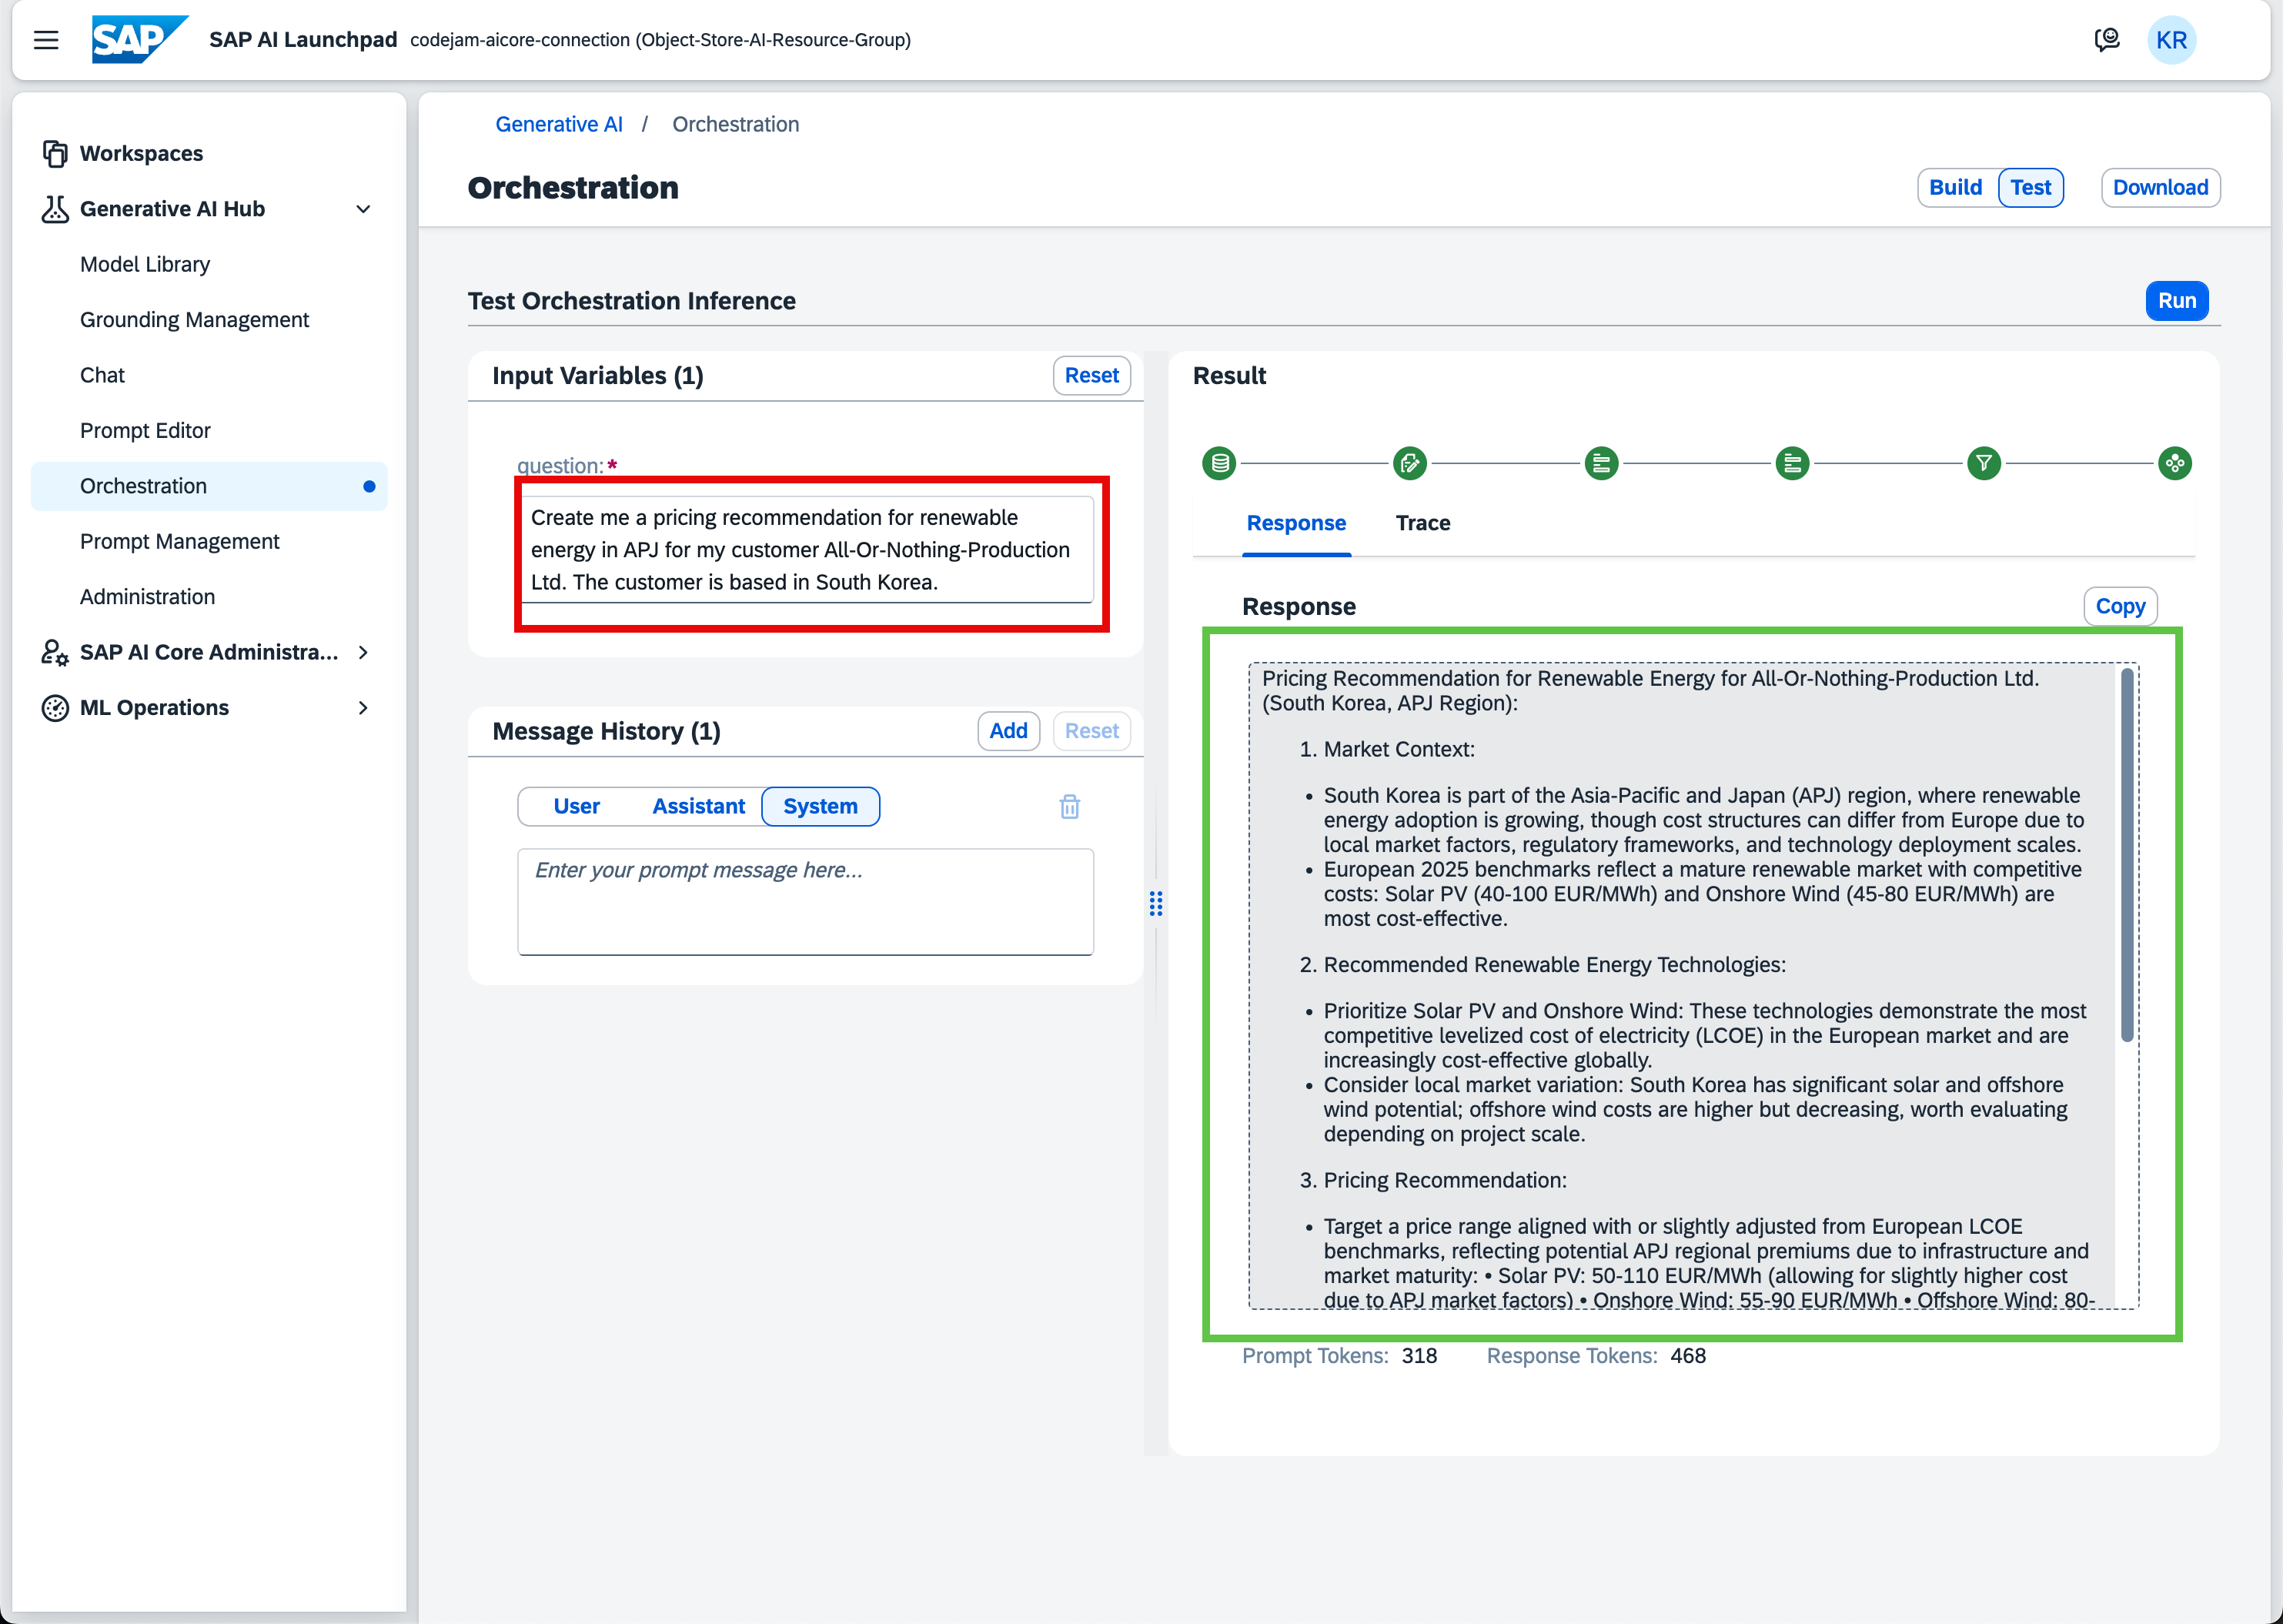 SAP
SAP AI Launchpad codejam-aicore-connection (Object-Store-AI-Resource-Group)
KR
Workspaces
Generative AI Hub
Model Library
Grounding Management
Chat
Prompt Editor
Orchestration
Prompt Management
Administration
SAP AI Core Administra...
ML Operations
Generative AI / Orchestration
Orchestration
Build Test Download
Test Orchestration Inference
Run
Input Variables (1)
Reset
question:*
Create me a pricing recommendation for renewable
energy in APJ for my customer All-Or-Nothing-Production
Ltd. The customer is based in South Korea.
Message History (1)
Add Reset
User Assistant System
Enter your prompt message here...
Result
Response Trace
Response
Copy
Pricing Recommendation for Renewable Energy for All-Or-Nothing-Production Ltd.
(South Korea, APJ Region):
1. Market Context:
• South Korea is part of the Asia-Pacific and Japan (APJ) region, where renewable
energy adoption is growing, though cost structures can differ from Europe due to
local market factors, regulatory frameworks, and technology deployment scales.
• European 2025 benchmarks reflect a mature renewable market with competitive
costs: Solar PV (40-100 EUR/MWh) and Onshore Wind (45-80 EUR/MWh) are
most cost-effective.
2. Recommended Renewable Energy Technologies:
• Prioritize Solar PV and Onshore Wind: These technologies demonstrate the most
competitive levelized cost of electricity (LCOE) in the European market and are
increasingly cost-effective globally.
• Consider local market variation: South Korea has significant solar and offshore
wind potential; offshore wind costs are higher but decreasing, worth evaluating
depending on project scale.
3. Pricing Recommendation:
• Target a price range aligned with or slightly adjusted from European LCOE
benchmarks, reflecting potential APJ regional premiums due to infrastructure and
market maturity: • Solar PV: 50-110 EUR/MWh (allowing for slightly higher cost
due to APJ market factors) • Onshore Wind: 55-90 EUR/MWh • Offshore Wind: 80-
Prompt Tokens: 318 Response Tokens: 468